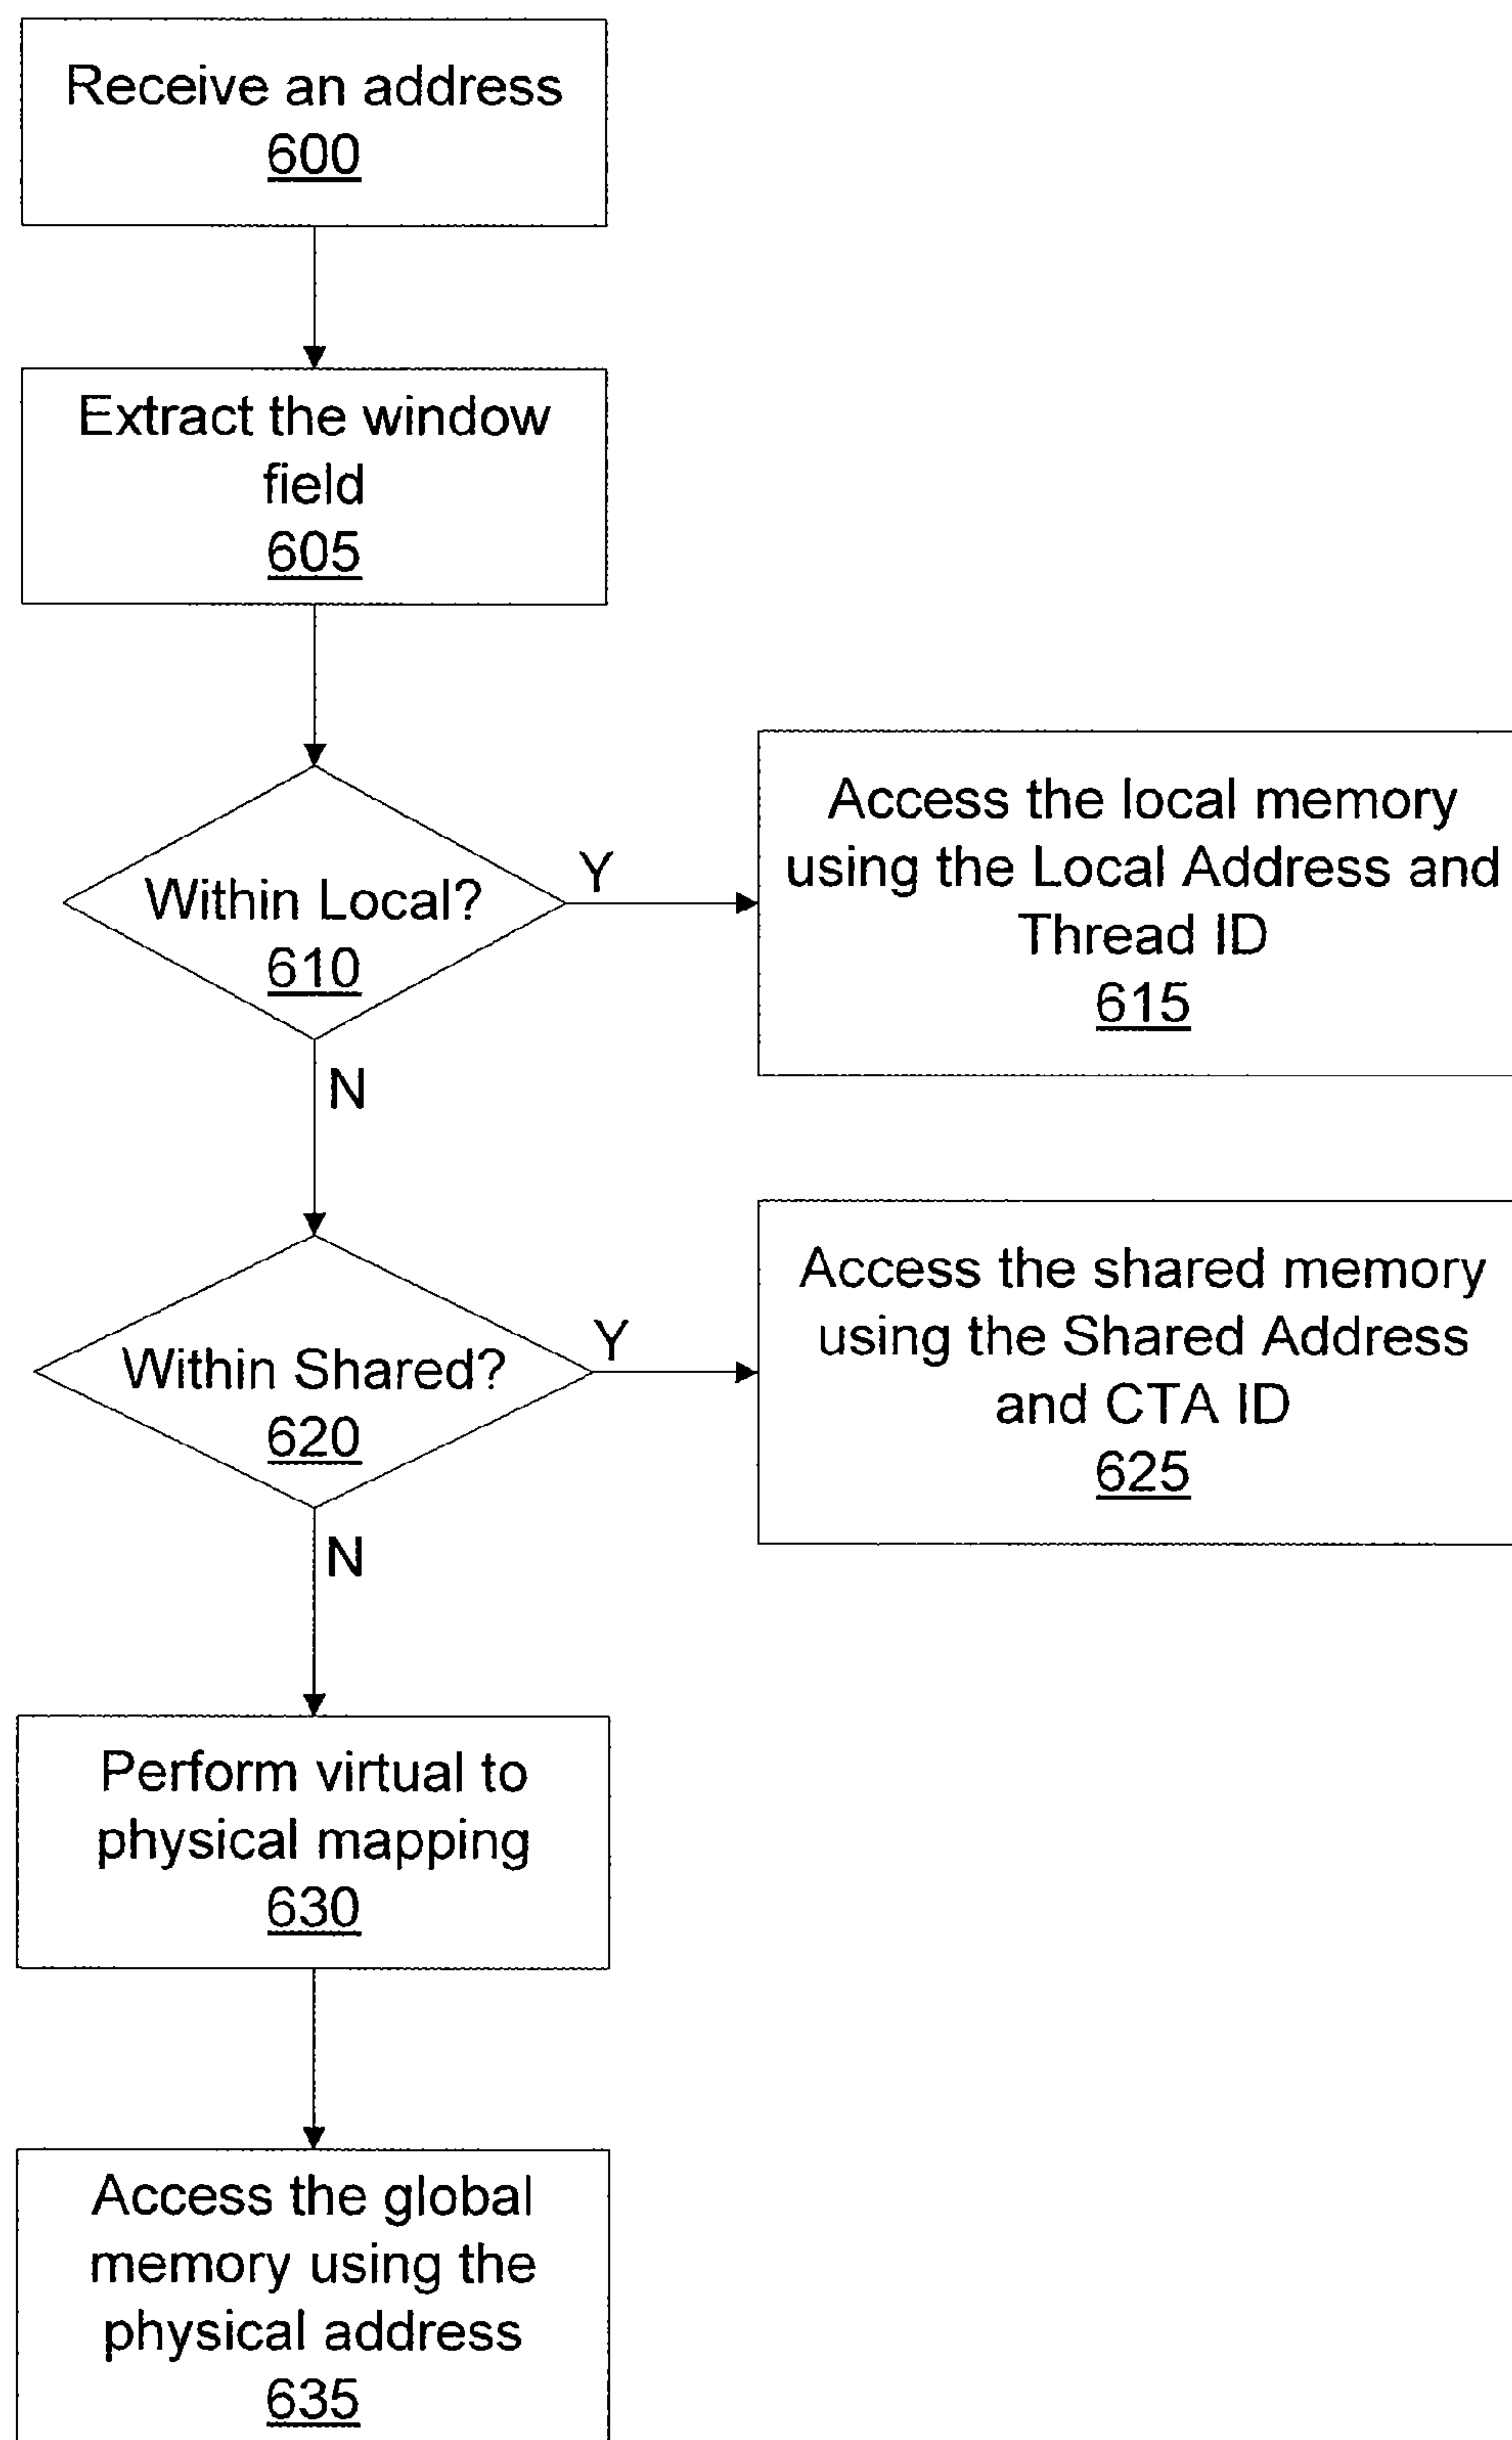 Receive an address
600
Extract the window
field
605
Within Local?
610
Y
Access the local memory
using the Local Address and
Thread ID
615
N
Within Shared?
620
Y
Access the shared memory
using the Shared Address
and CTA ID
625
N
Perform virtual to
physical mapping
630
Access the global
memory using the
physical address
635